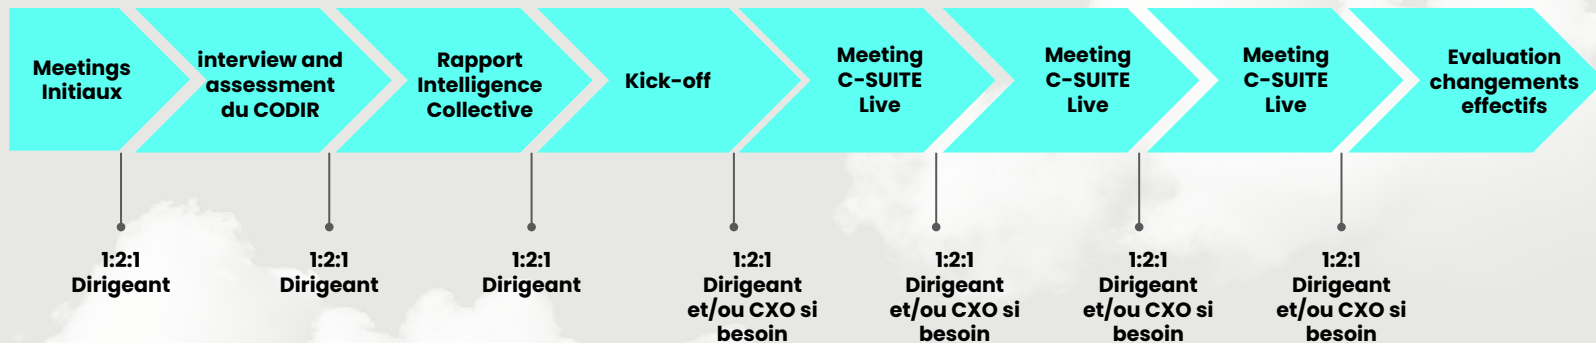 Meetings
Initiaux
interview and
assessment
du CODIR
Rapport
Intelligence
Collective
Kick-off
Meeting
C-SUITE
Live
Meeting
C-SUITE
Live
Meeting
C-SUITE
Live
Evaluation
changements
effectifs
1:2:1
Dirigeant
1:2:1
Dirigeant
1:2:1
Dirigeant
1:2:1
Dirigeant
et/ou CXO si
besoin
1:2:1
Dirigeant
et/ou CXO si
besoin
1:2:1
Dirigeant
et/ou CXO si
besoin
1:2:1
Dirigeant
et/ou CXO si
besoin